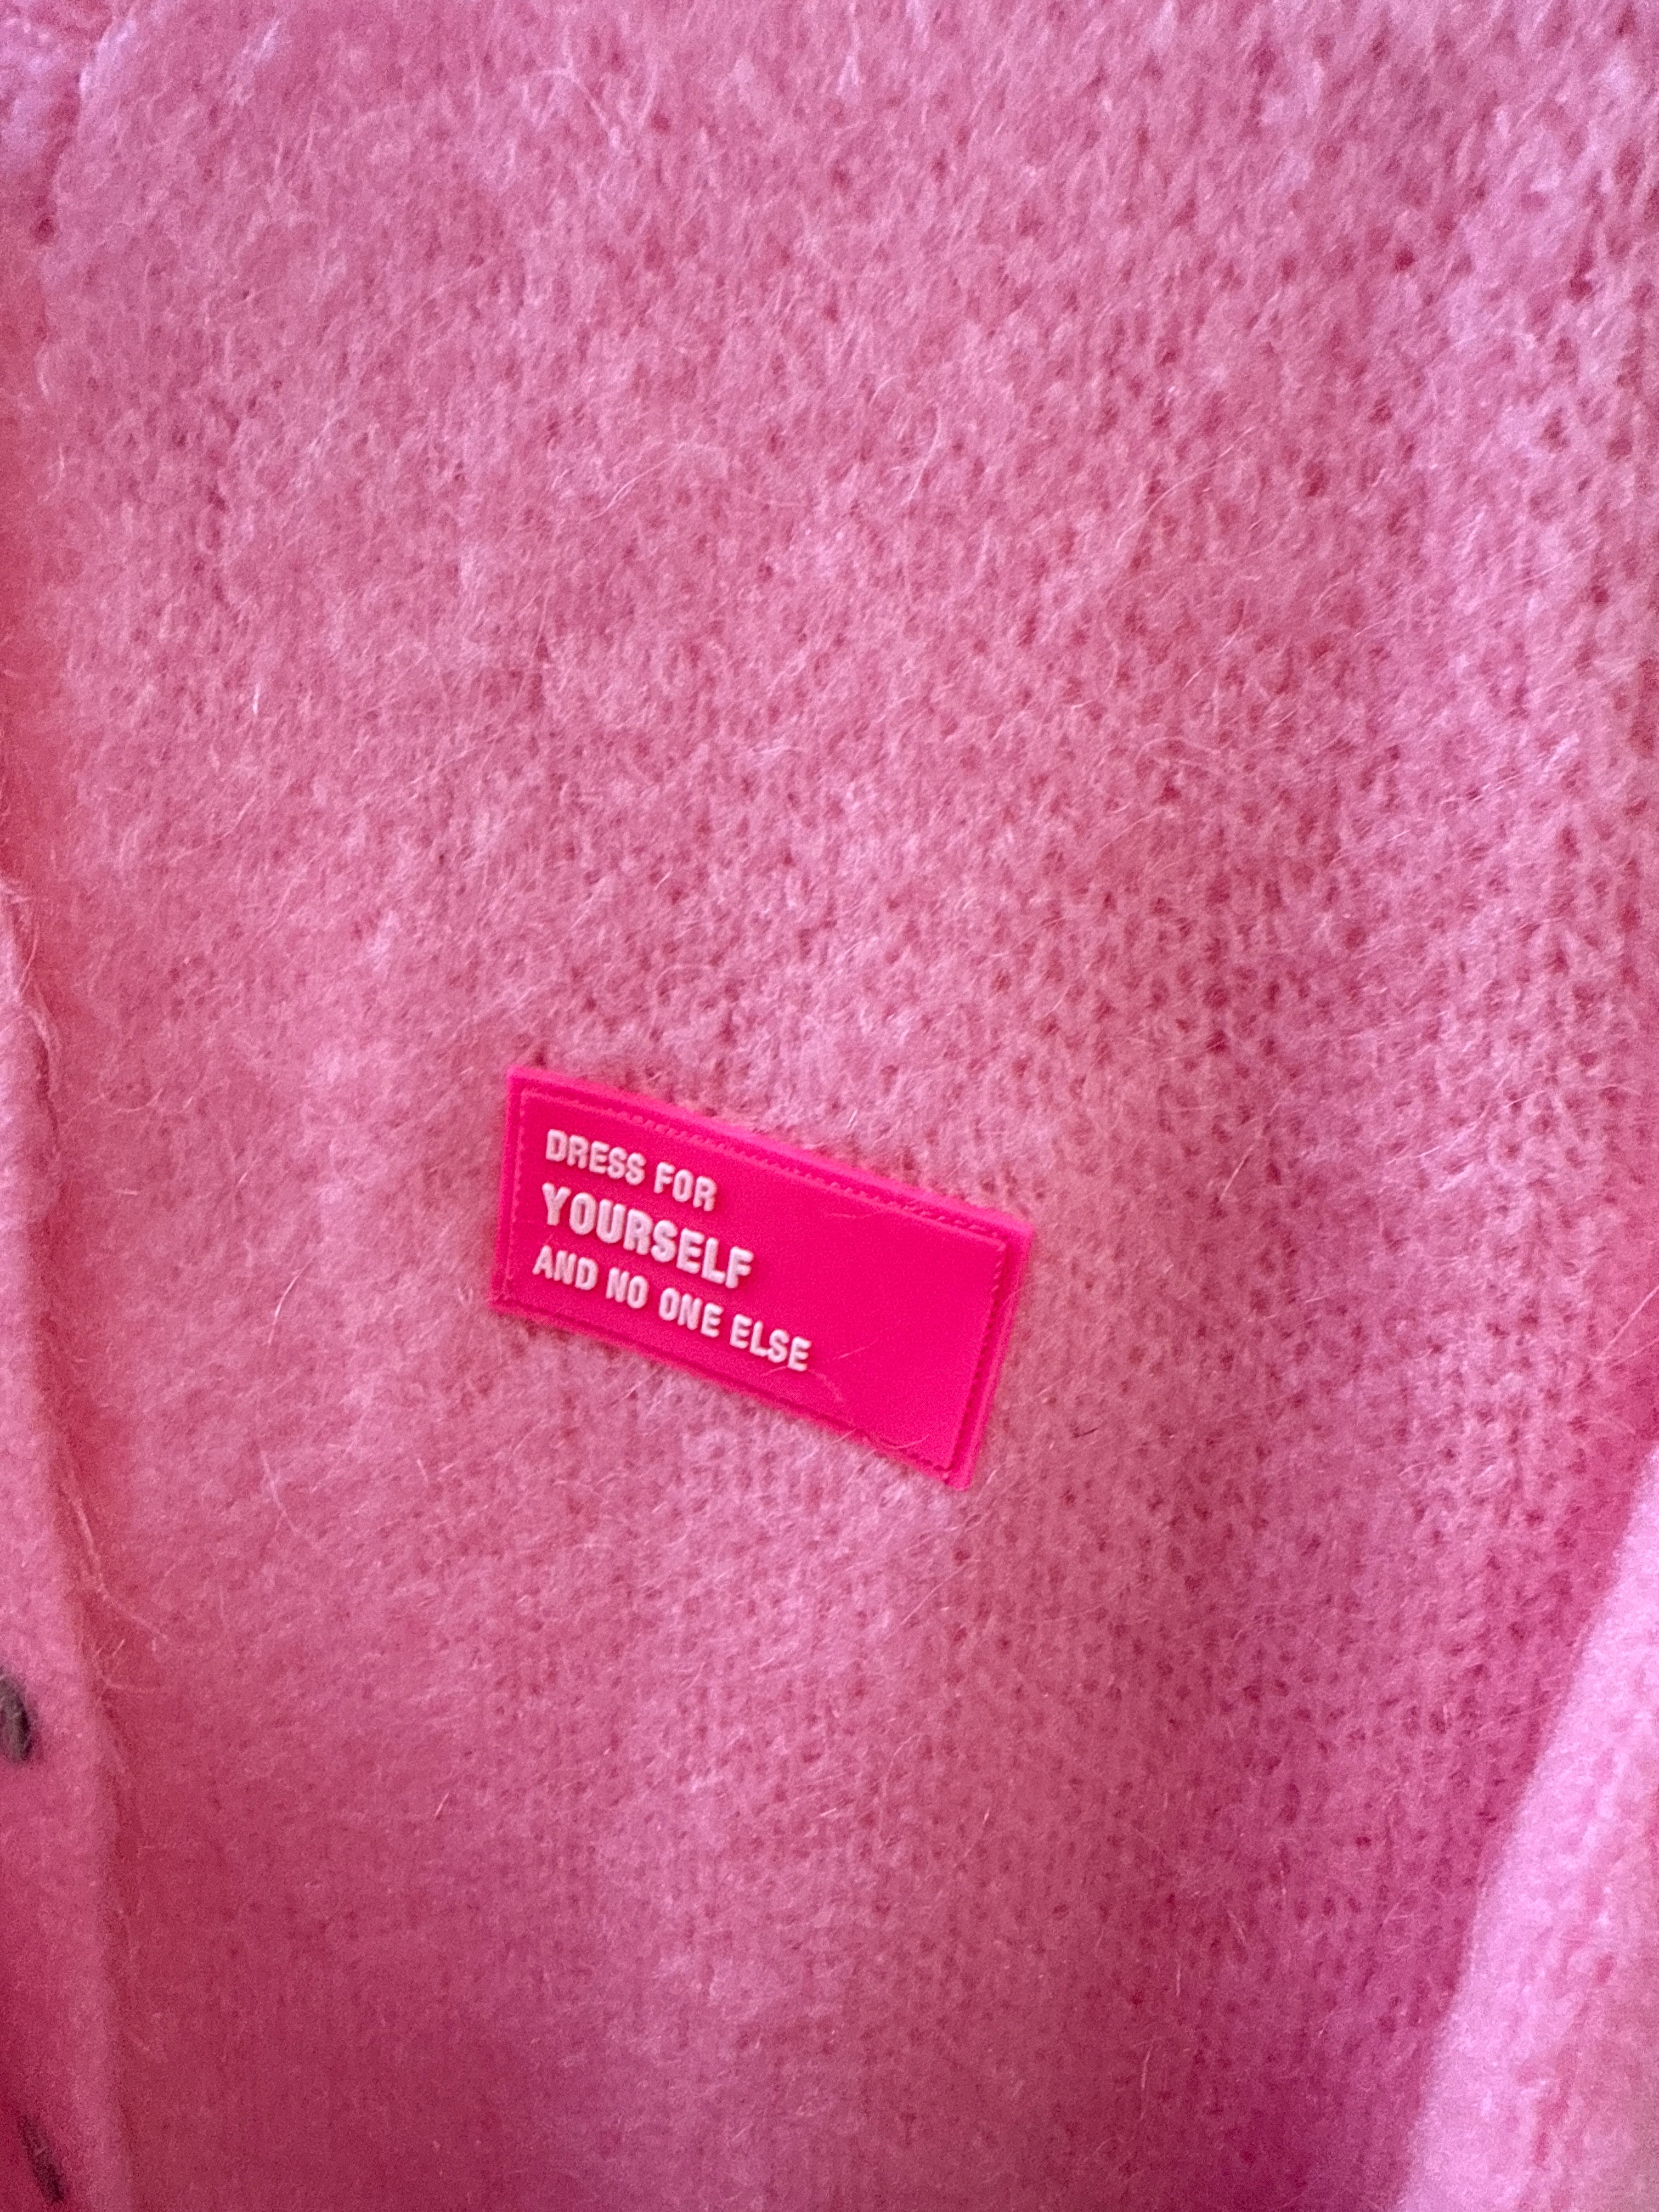 DRESS FOR
YOURSELF
AND NO ONE ELSE